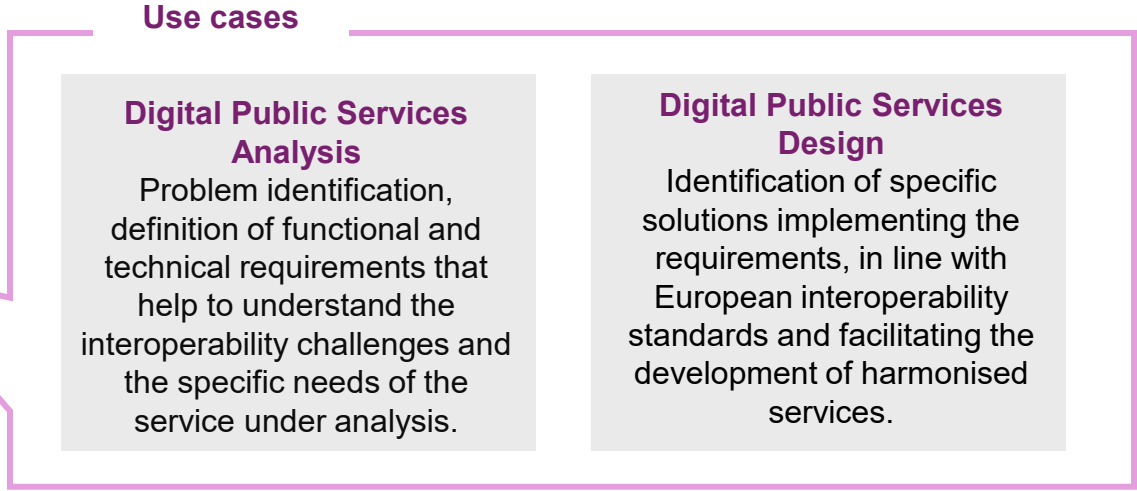 Use cases
Digital Public Services
Analysis
Problem identification,
definition of functional and
technical requirements that
help to understand the
interoperability challenges and
the specific needs of the
service under analysis.
Digital Public Services
Design
Identification of specific
solutions implementing the
requirements, in line with
European interoperability
standards and facilitating the
development of harmonised
services.